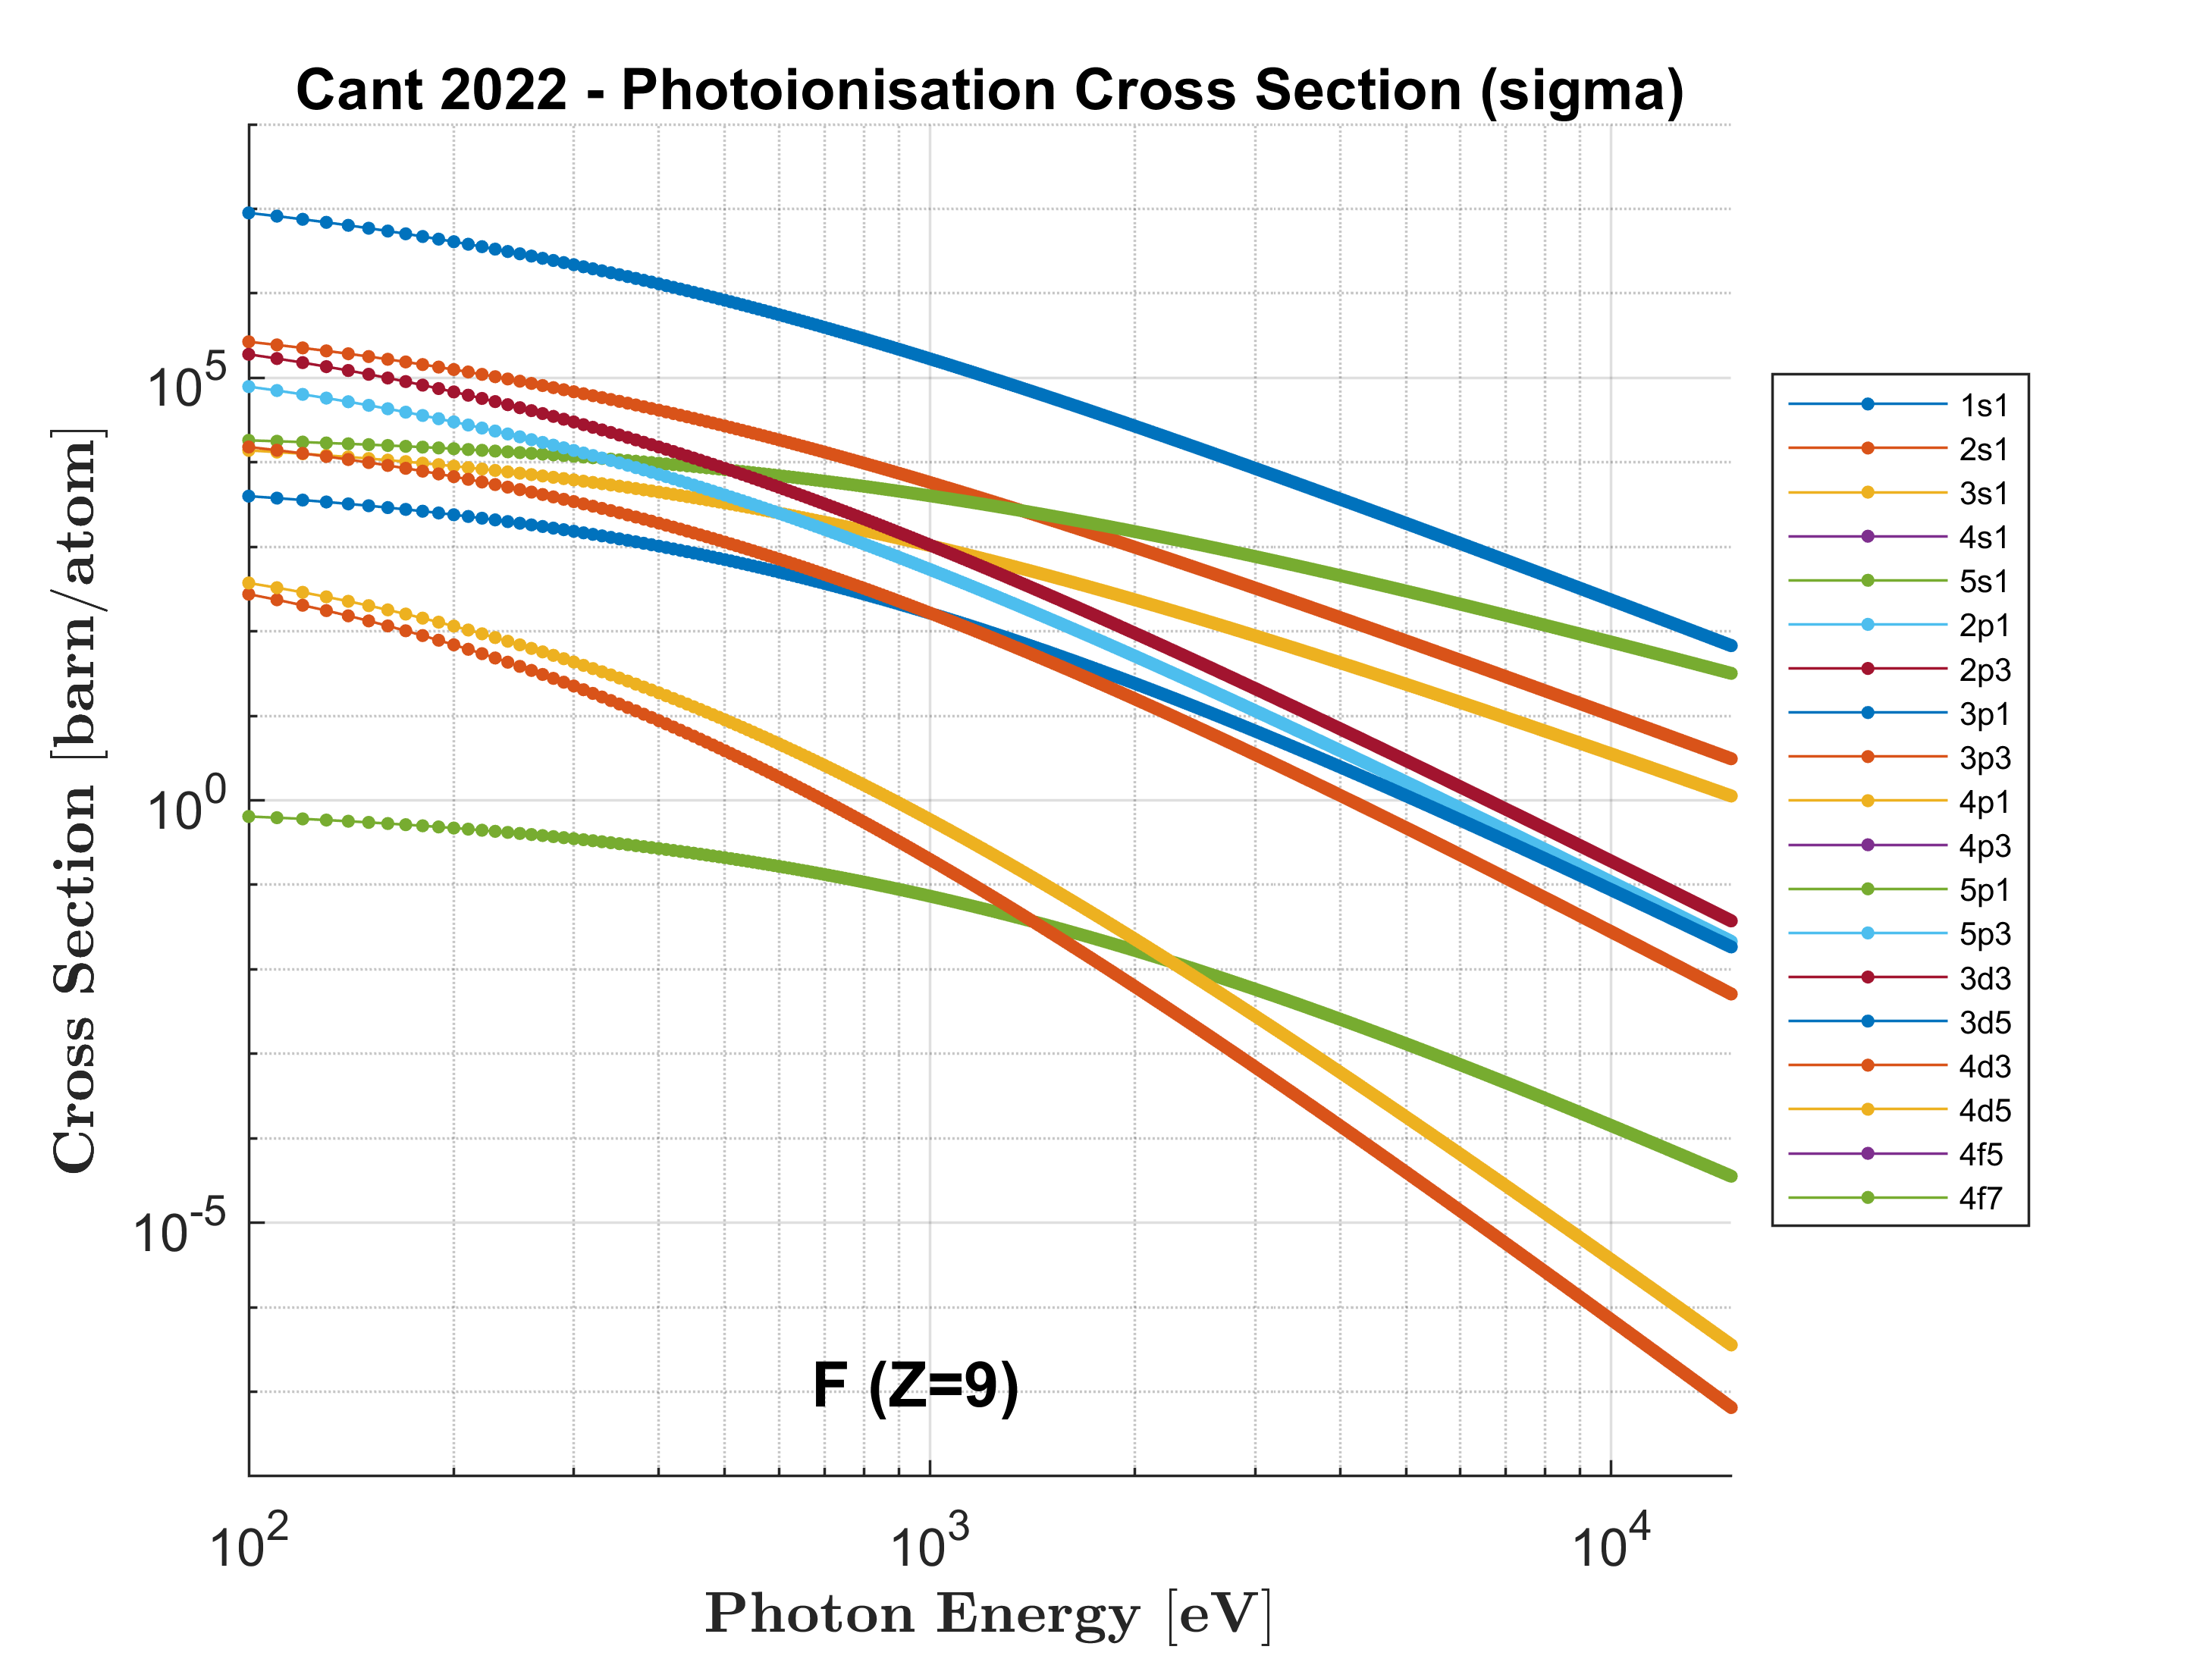 Cant 2022 - Photoionisation Cross Section (sigma)
Cross Section [barn/atom]
10^5
10^0
10^-5
F (Z=9)
10^2
10^3
10^4
Photon Energy [eV]
1s1
2s1
3s1
4s1
5s1
2p1
2p3
3p1
3p3
4p1
4p3
5p1
5p3
3d3
3d5
4d3
4d5
4f5
4f7